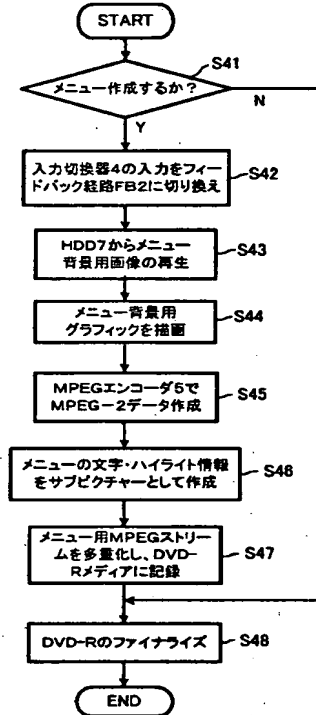 START
メニュー作成するか?
S41
N
Y
入力切換器4の入力をフィー
ドバック経路FB2に切り換え
S42
HDD7からメニュー
背景用画像の再生
S43
メニュー背景用
グラフィックを描画
S44
MPEGエンコーダ5で
MPEG-2データ作成
S45
メニューの文字・ハイライト情報
をサブピクチャーとして作成
S46
メニュー用MPEGストリー
ムを多重化し、DVD-
Rメディアに記録
S47
DVD-Rのファイナライズ
S48
END